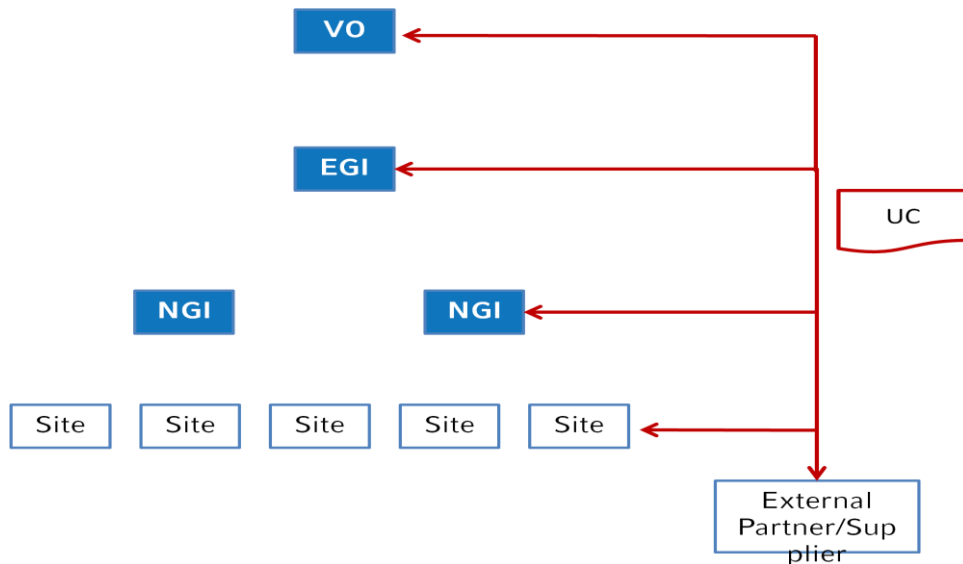 VO
EGI
UC
NGI NGI
Site Site Site Site Site
External
Partner/Sup
plier